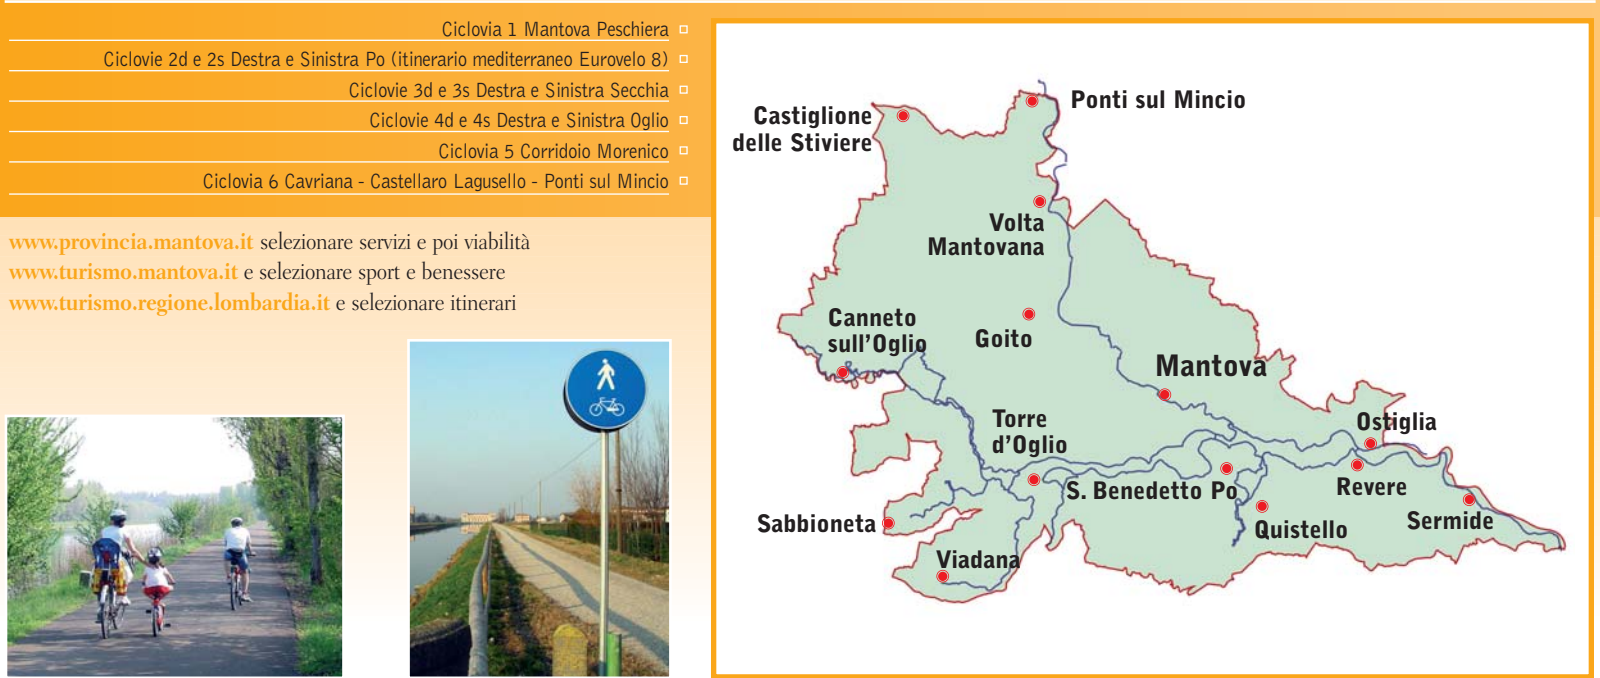 Ciclovia 1 Mantova Peschiera
Ciclovie 2d e 2s Destra e Sinistra Po (itinerario mediterraneo Eurovelo 8)
Ciclovie 3d e 3s Destra e Sinistra Secchia
Ciclovie 4d e 4s Destra e Sinistra Oglio
Ciclovia 5 Corridoio Morenico
Ciclovia 6 Cavriana - Castellaro Lagusello - Ponti sul Mincio
www.provincia.mantova.it selezionare servizi e poi viabilità
www.turismo.mantova.it e selezionare sport e benessere
www.turismo.regione.lombardia.it e selezionare itinerari
Ponti sul Mincio
Castiglione
delle Stiviere
Volta
Mantovana
Canneto
sull'Oglio
Goito
Mantova
Torre
d'Oglio
Ostiglia
S. Benedetto Po
Revere
Sabbioneta
Quistello
Sermide
Viadana